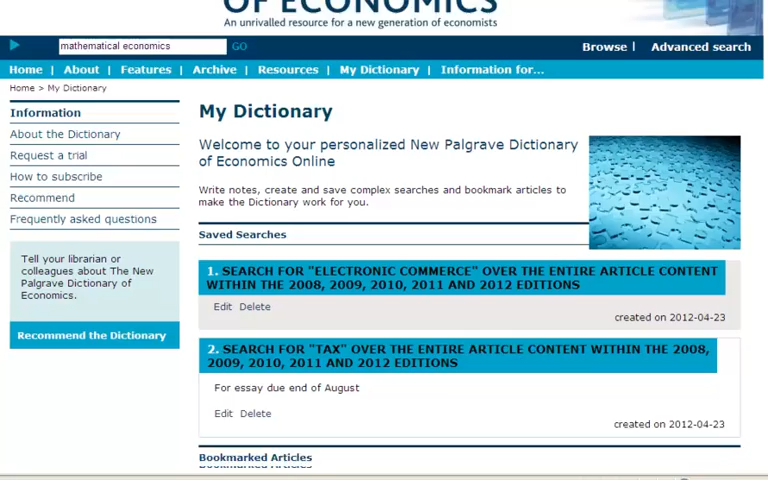 OF ECONOMICS
An unrivalled resource for a new generation of economists
mathematical economics GO Browse | Advanced search
Home | About | Features | Archive | Resources | My Dictionary | Information for...
Home > My Dictionary
Information
About the Dictionary
Request a trial
How to subscribe
Recommend
Frequently asked questions
Tell your librarian or
colleagues about The New
Palgrave Dictionary of
Economics.
Recommend the Dictionary
My Dictionary
Welcome to your personalized New Palgrave Dictionary
of Economics Online
Write notes, create and save complex searches and bookmark articles to
make the Dictionary work for you.
Saved Searches
1. SEARCH FOR "ELECTRONIC COMMERCE" OVER THE ENTIRE ARTICLE CONTENT
WITHIN THE 2008, 2009, 2010, 2011 AND 2012 EDITIONS
Edit Delete
created on 2012-04-23
2. SEARCH FOR "TAX" OVER THE ENTIRE ARTICLE CONTENT WITHIN THE 2008,
2009, 2010, 2011 AND 2012 EDITIONS
For essay due end of August
Edit Delete
created on 2012-04-23
Bookmarked Articles
Bookmarked Articles